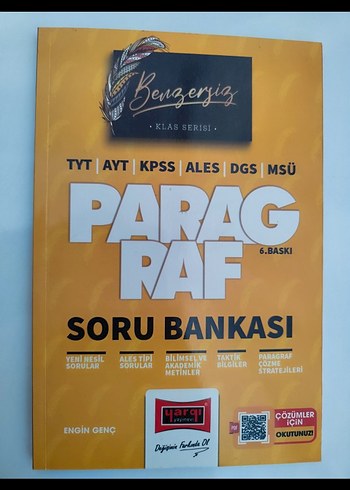 Benzersiz
• KLAS SERİSİ •
TYT | AYT | KPSS | ALES | DGS | MSÜ
PARAG
RAF
6.BASKI
SORU BANKASI
YENİ NESİL
SORULAR
ALES TİPİ
SORULAR
BİLİMSEL VE
AKADEMİK
METİNLER
TAKTİK
BİLGİLER
PARAGRAF
ÇÖZME
STRATEJİLERİ
ENGİN GENÇ
yargı
yayınevi
Değişimin Farkında Ol
ÇÖZÜMLER
İÇİN
OKUTUNUZ!